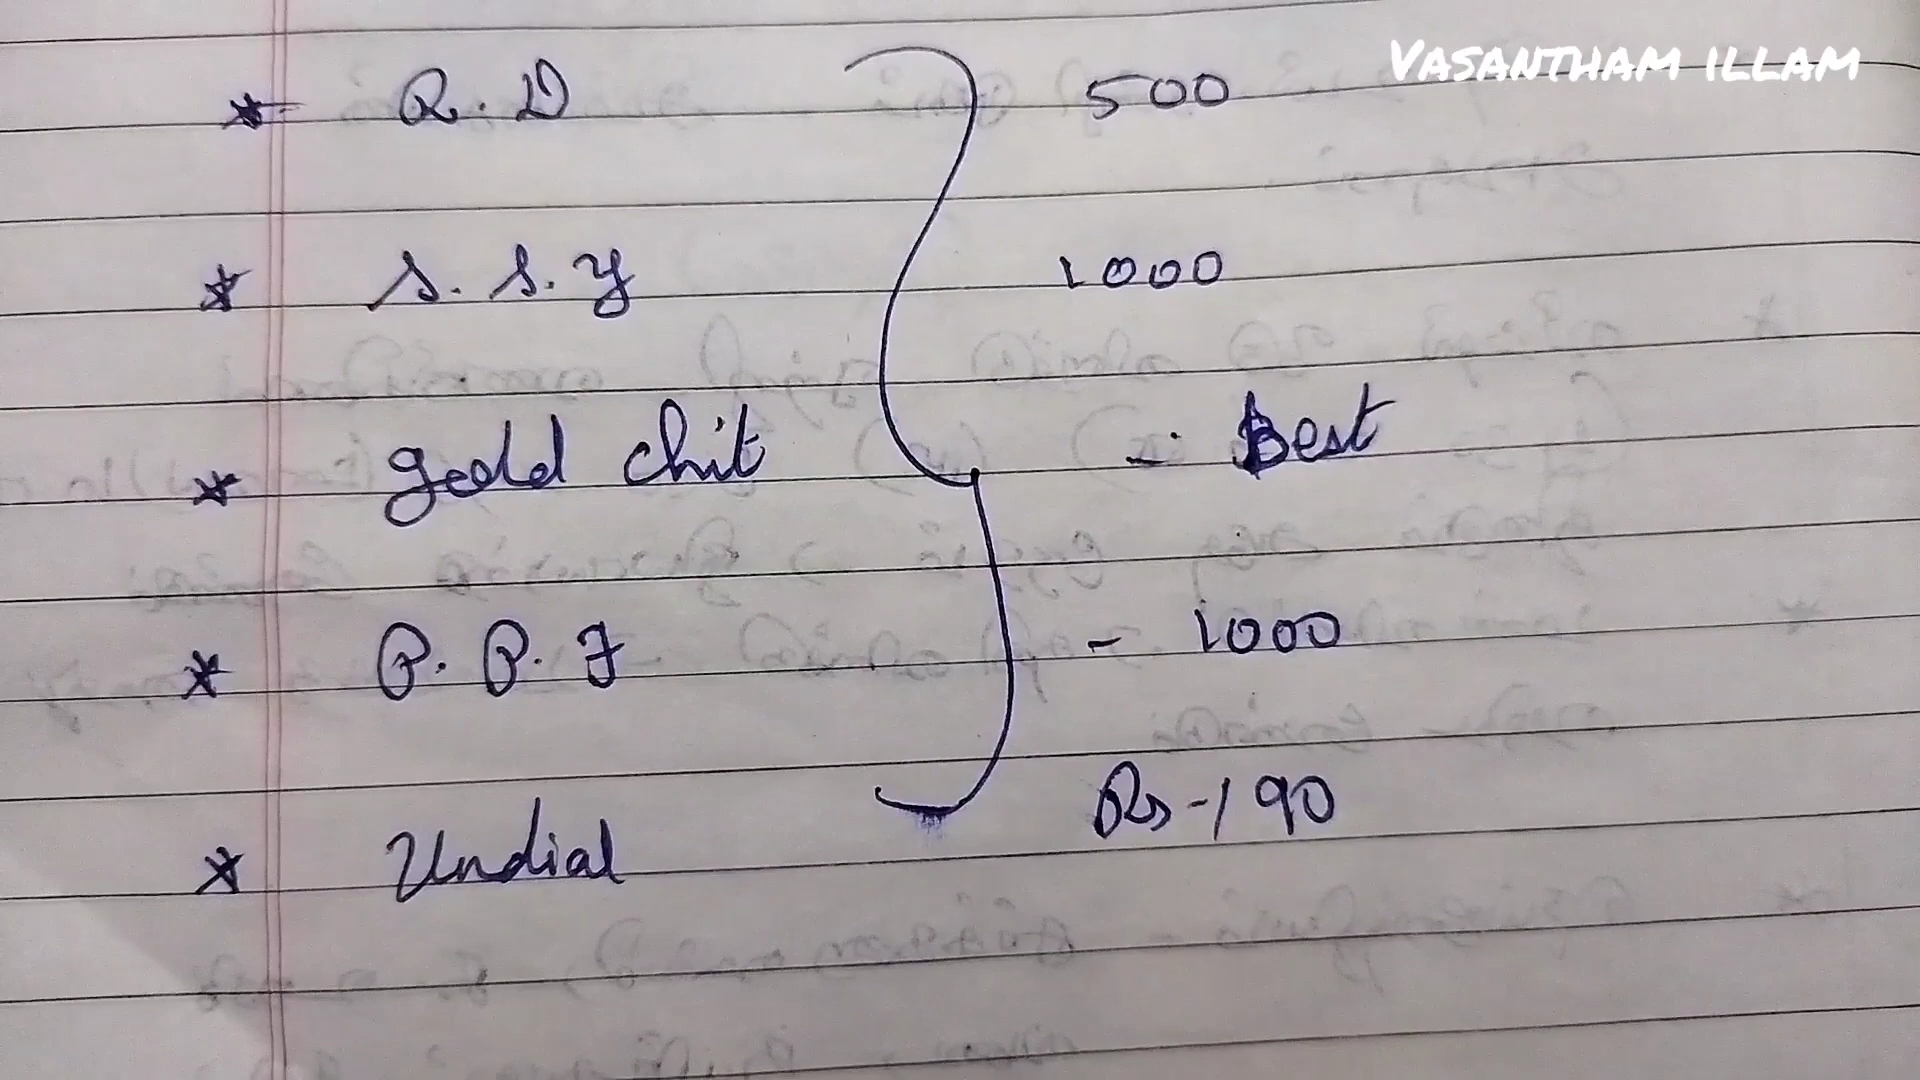 VASANTHAM ILLAM
* R.D 500
* S.S.Y 1000
* Gold chit - Best
* P.P.F - 1000
* Undial Rs-190